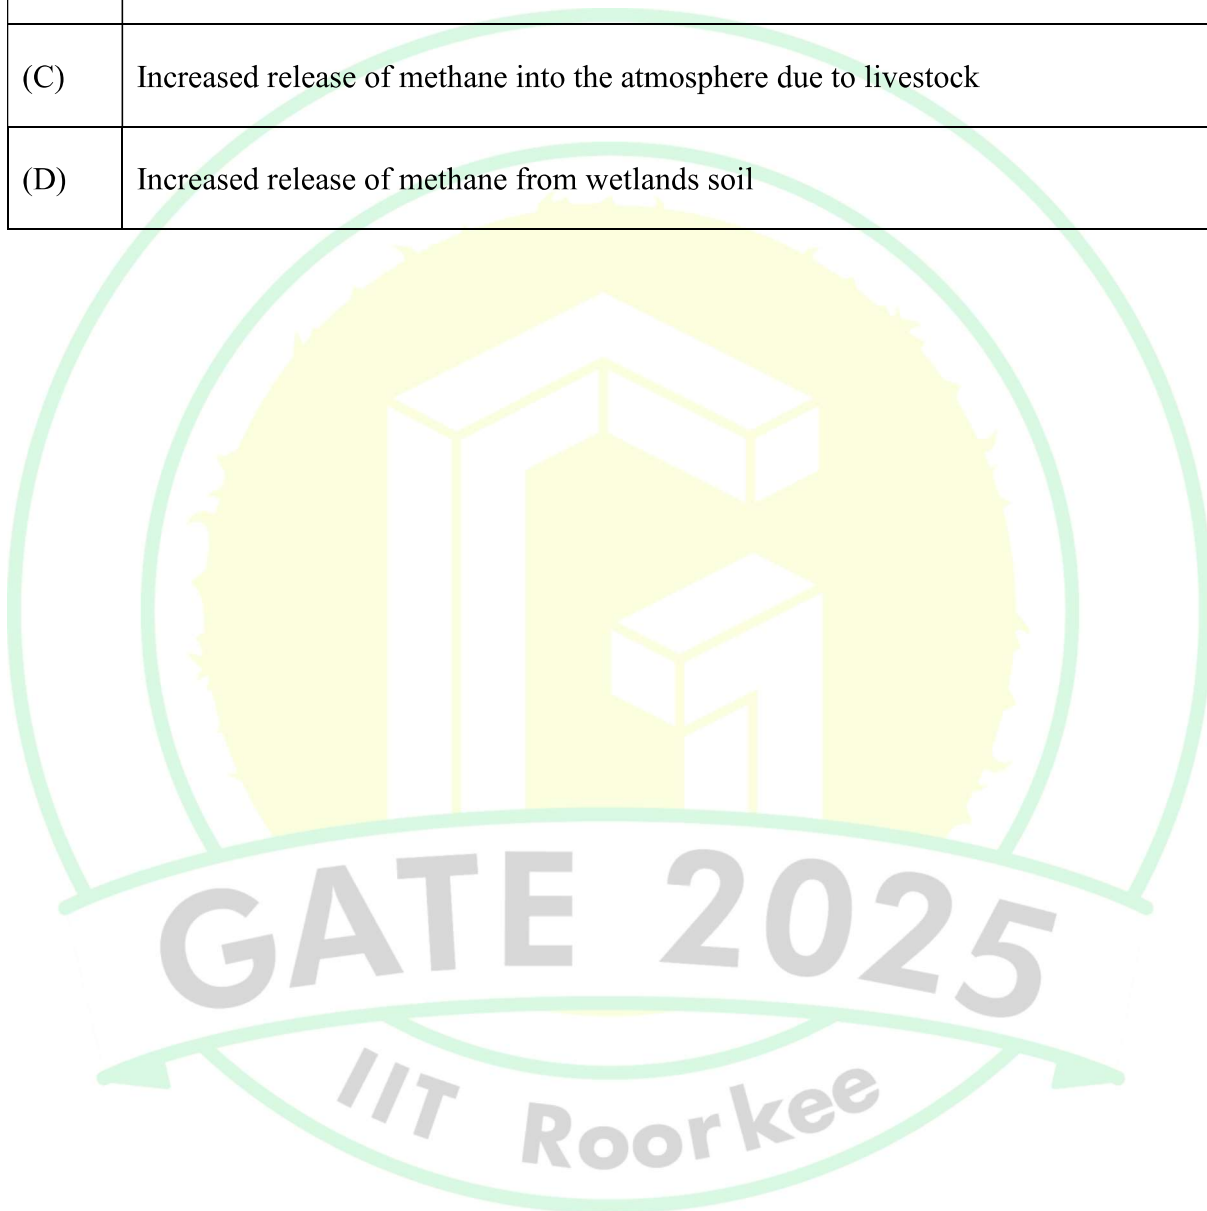 (C) Increased release of methane into the atmosphere due to livestock
(D) Increased release of methane from wetlands soil
GATE 2025
IIT Roorkee